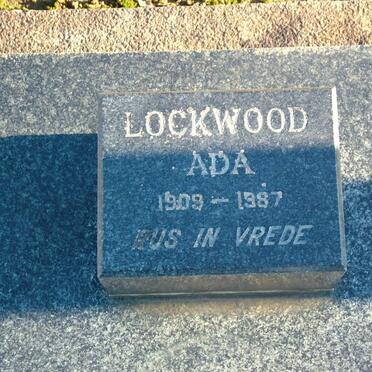 LOCKWOOD
ADA
1909 - 1987
RUS IN VREDE